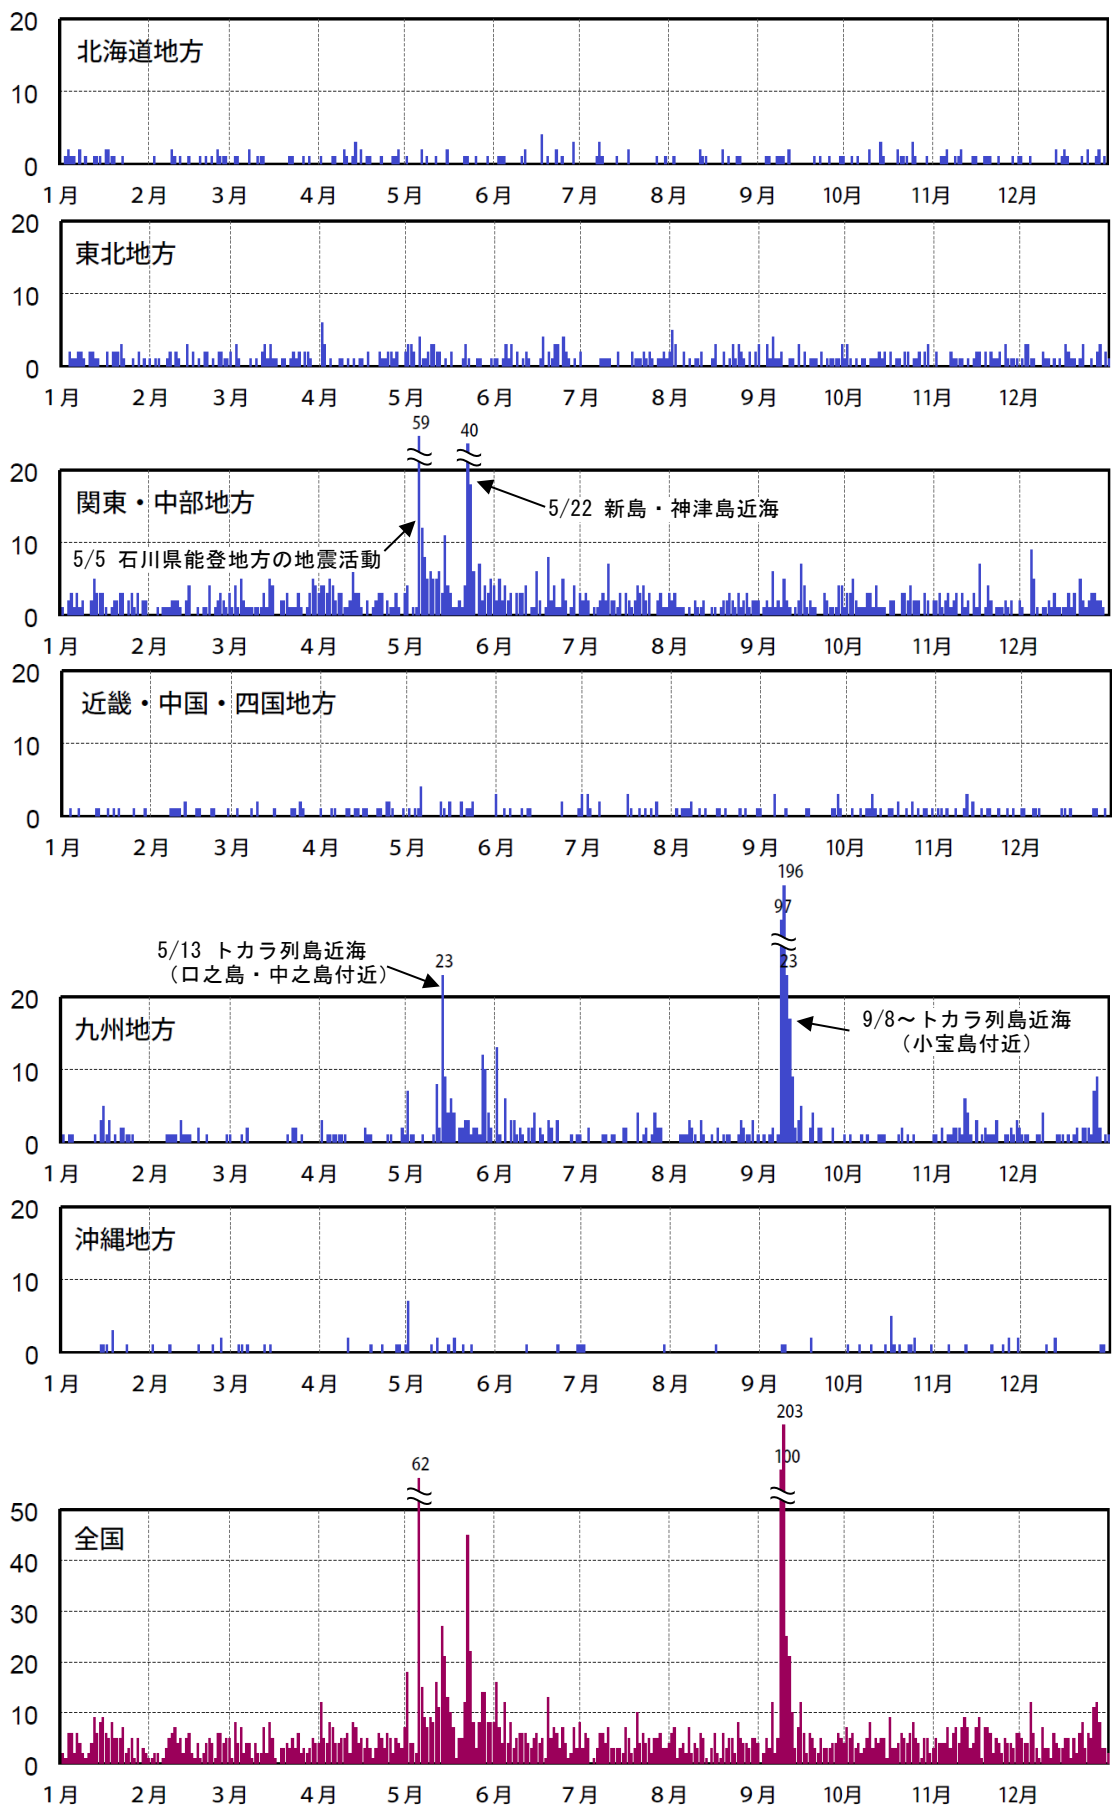 20
北海道地方
10
0
1月 2月 3月 4月 5月 6月 7月 8月 9月 10月 11月 12月
20
東北地方
10
0
1月 2月 3月 4月 5月 6月 7月 8月 9月 10月 11月 12月
59 40
20
関東・中部地方
5/22 新島・神津島近海
10
5/5 石川県能登地方の地震活動
0
1月 2月 3月 4月 5月 6月 7月 8月 9月 10月 11月 12月
20
近畿・中国・四国地方
10
0
1月 2月 3月 4月 5月 6月 7月 8月 9月 10月 11月 12月
196
97
5/13 トカラ列島近海
(口之島・中之島付近)
23 23
20
九州地方
9/8～トカラ列島近海
(小宝島付近)
10
0
1月 2月 3月 4月 5月 6月 7月 8月 9月 10月 11月 12月
20
沖縄地方
10
0
1月 2月 3月 4月 5月 6月 7月 8月 9月 10月 11月 12月
203
62 100
50
全国
40
30
20
10
0
1月 2月 3月 4月 5月 6月 7月 8月 9月 10月 11月 12月